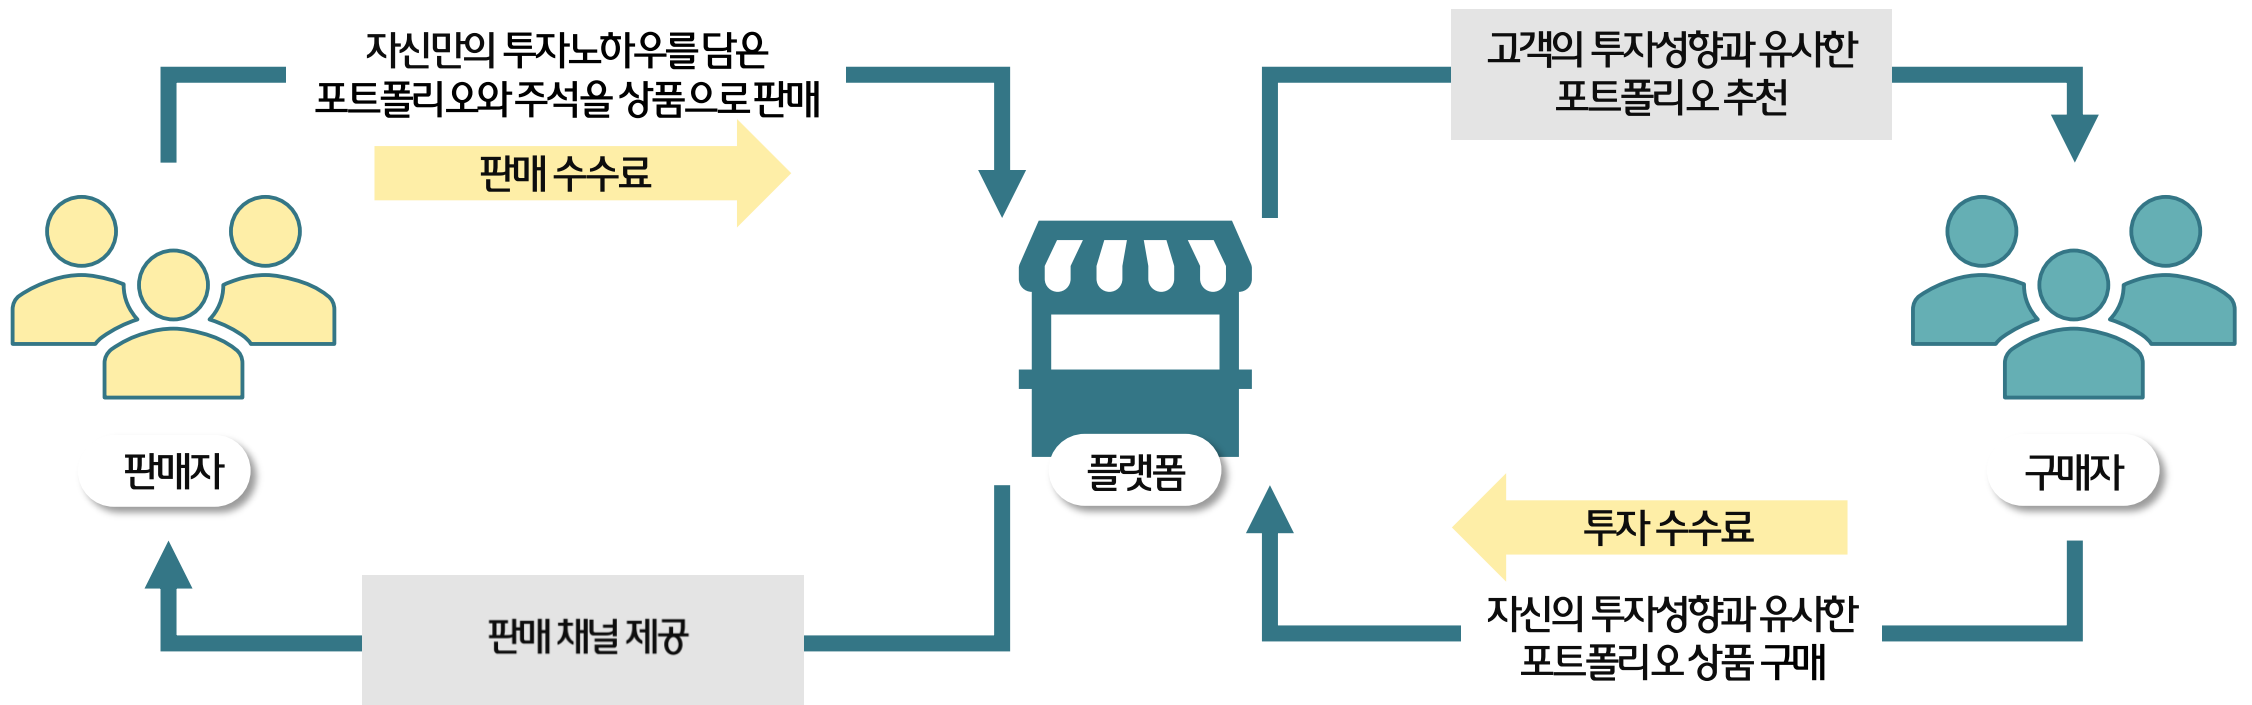 자신만의 투자노하우를 담은
포트폴리오와 주석을 상품으로 판매
판매 수수료
고객의 투자성향과 유사한
포트폴리오 추천
판매자
플랫폼
구매자
투자 수수료
자신의 투자성향과 유사한
포트폴리오 상품 구매
판매 채널 제공